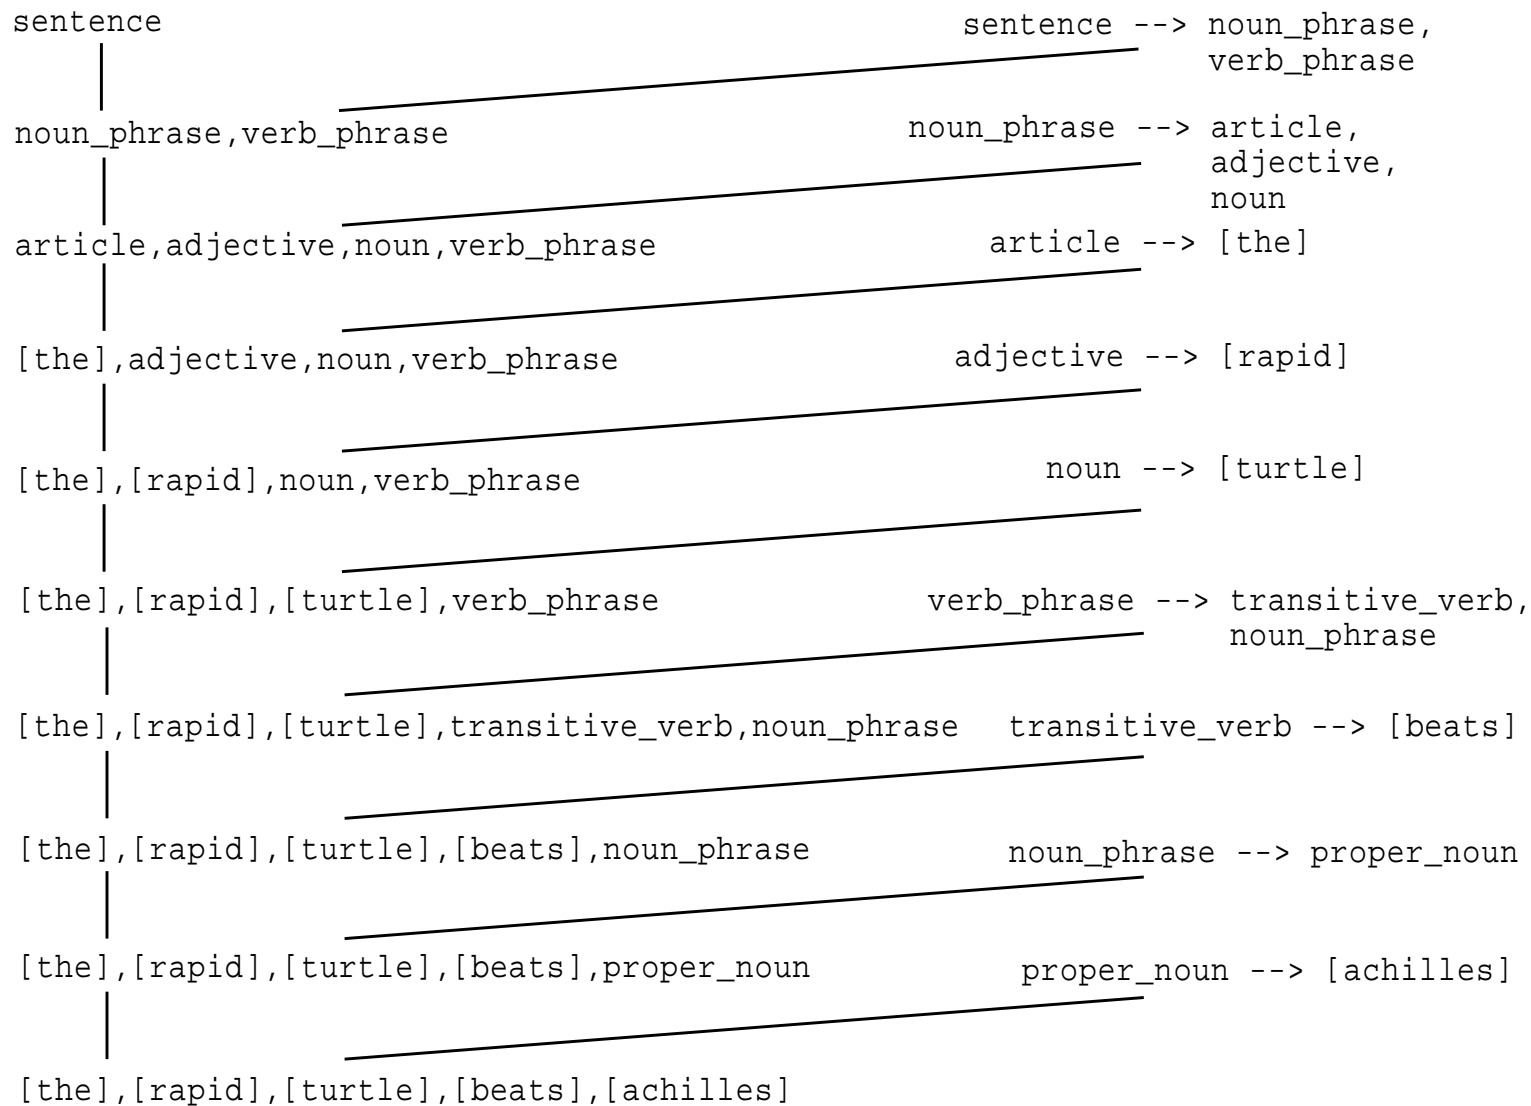 sentence
sentence --> noun_phrase,
verb_phrase
noun_phrase,verb_phrase
noun_phrase --> article,
adjective,
noun
article,adjective,noun,verb_phrase
article --> [the]
[the],adjective,noun,verb_phrase
adjective --> [rapid]
[the],[rapid],noun,verb_phrase
noun --> [turtle]
[the],[rapid],[turtle],verb_phrase
verb_phrase --> transitive_verb,
noun_phrase
[the],[rapid],[turtle],transitive_verb,noun_phrase
transitive_verb --> [beats]
[the],[rapid],[turtle],[beats],noun_phrase
noun_phrase --> proper_noun
[the],[rapid],[turtle],[beats],proper_noun
proper_noun --> [achilles]
[the],[rapid],[turtle],[beats],[achilles]